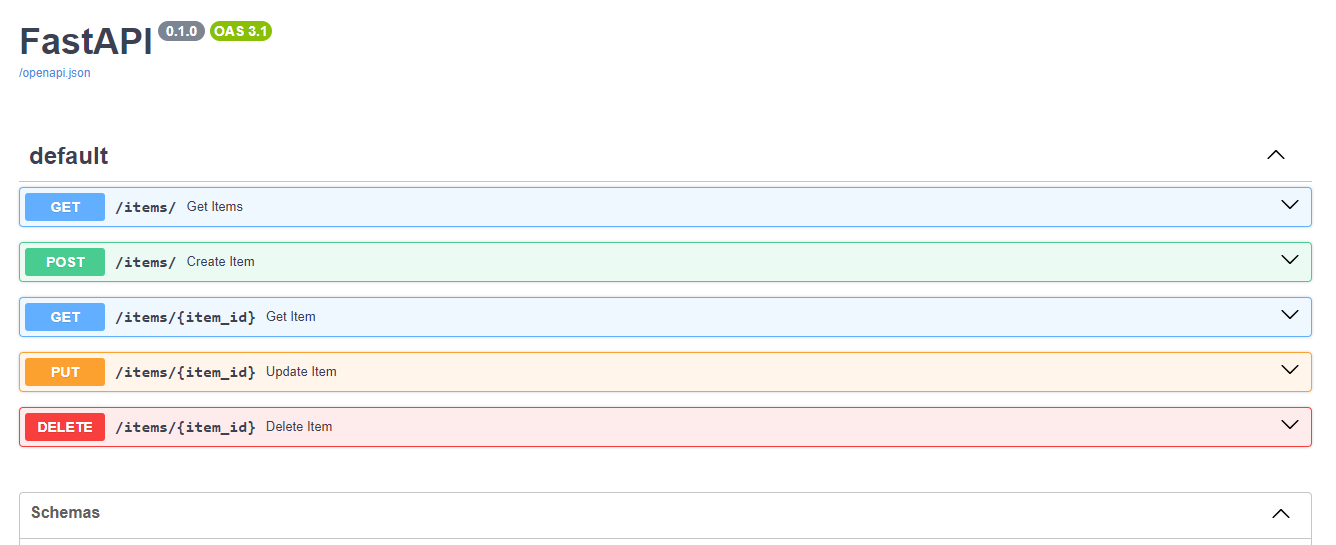 FastAPI 0.1.0 OAS 3.1
/openapi.json
default
GET /items/ Get Items
POST /items/ Create Item
GET /items/{item_id} Get Item
PUT /items/{item_id} Update Item
DELETE /items/{item_id} Delete Item
Schemas